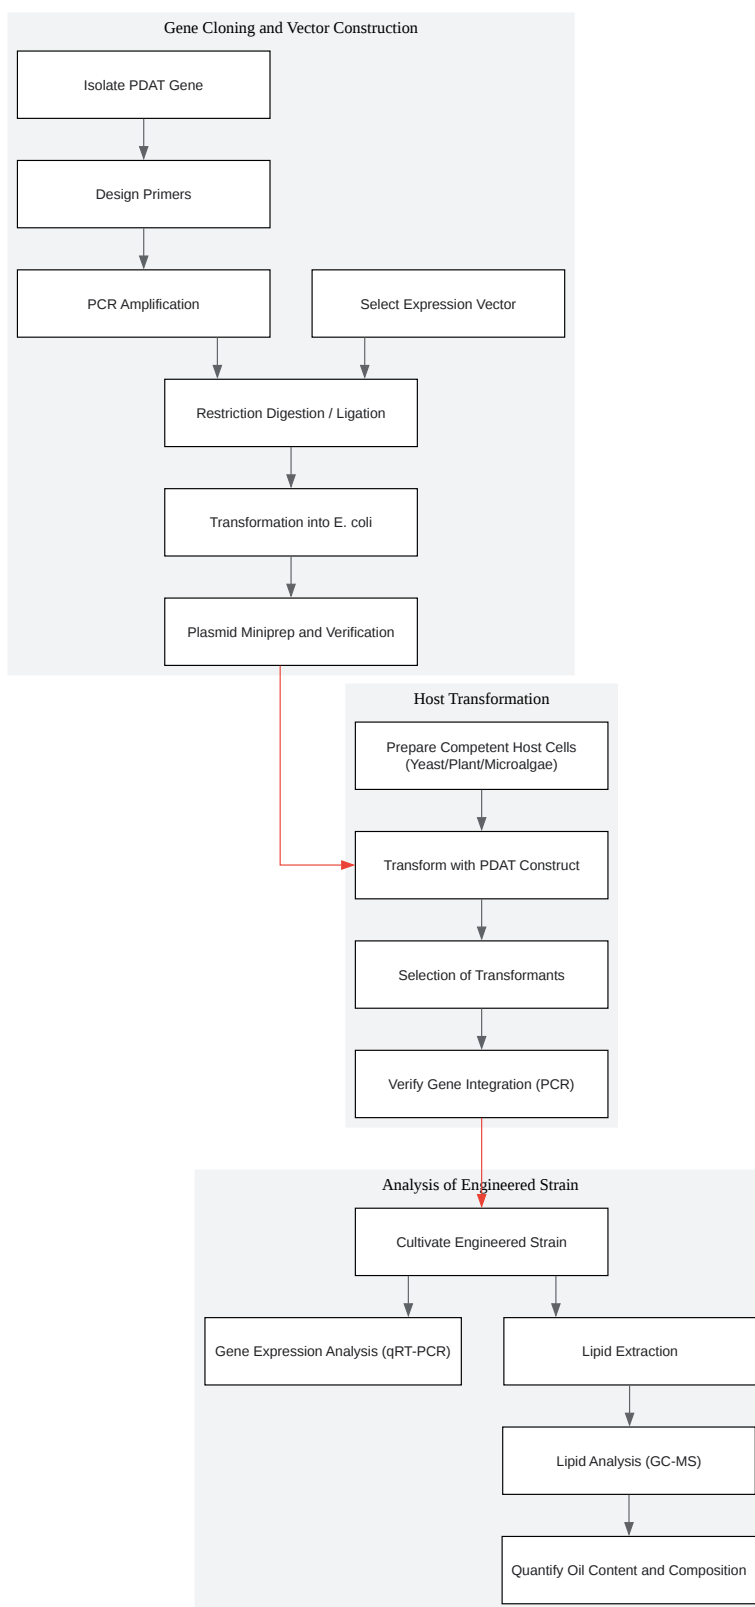 Gene Cloning and Vector Construction
Isolate PDAT Gene
Design Primers
PCR Amplification
Select Expression Vector
Restriction Digestion / Ligation
Transformation into E. coli
Plasmid Miniprep and Verification
Host Transformation
Prepare Competent Host Cells
(Yeast/Plant/Microalgae)
Transform with PDAT Construct
Selection of Transformants
Verify Gene Integration (PCR)
Analysis of Engineered Strain
Cultivate Engineered Strain
Gene Expression Analysis (qRT-PCR)
Lipid Extraction
Lipid Analysis (GC-MS)
Quantify Oil Content and Composition